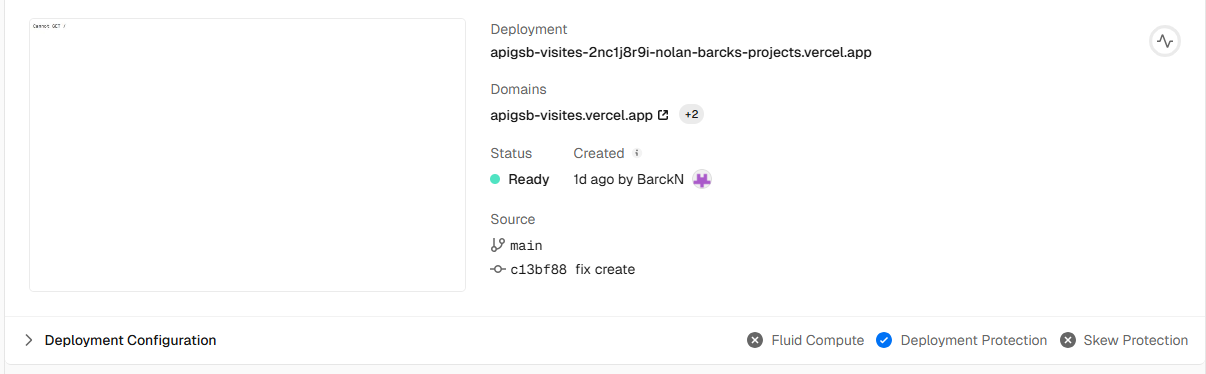 Cannot GET /
Deployment
apigsb-visites-2nc1j8r9i-nolan-barcks-projects.vercel.app
Domains
apigsb-visites.vercel.app +2
Status Created
Ready 1d ago by BarckN
Source
main
c13bf88 fix create
Deployment Configuration Fluid Compute Deployment Protection Skew Protection